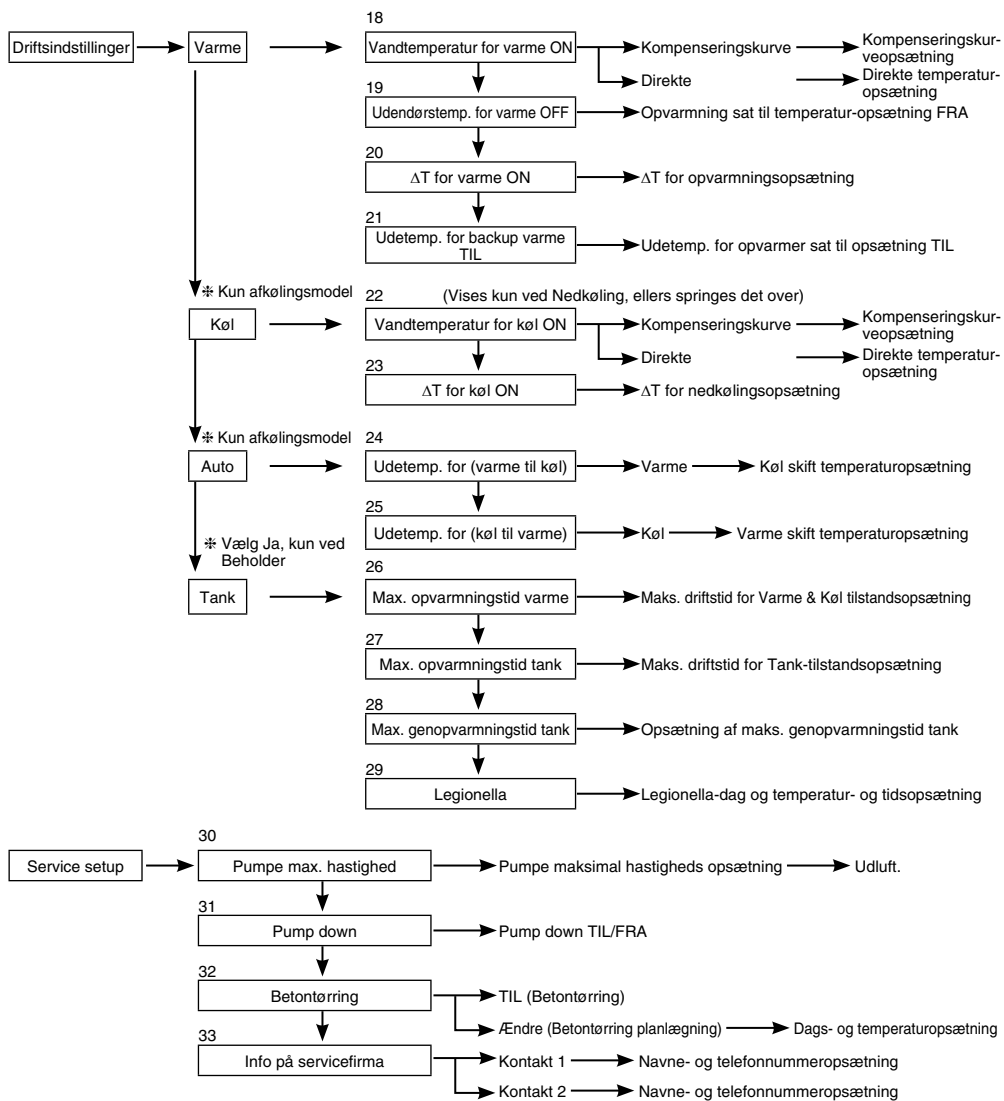 18
Driftsindstillinger
Varme
Vandtemperatur for varme ON
Kompenseringskurve
Kompenseringskur-
veopsætning
Direkte
Direkte temperatur-
opsætning
19
Udendørstemp. for varme OFF
Opvarmning sat til temperatur-opsætning FRA
20
ΔT for varme ON
ΔT for opvarmningsopsætning
21
Udetemp. for backup varme
TIL
Udetemp. for opvarmer sat til opsætning TIL
❉ Kun afkølingsmodel
22
(Vises kun ved Nedkøling, ellers springes det over)
Køl
Vandtemperatur for køl ON
Kompenseringskurve
Kompenseringskur-
veopsætning
Direkte
Direkte temperatur-
opsætning
23
ΔT for køl ON
ΔT for nedkølingsopsætning
❉ Kun afkølingsmodel
24
Auto
Udetemp. for (varme til køl)
Varme
Køl skift temperaturopsætning
25
Udetemp. for (køl til varme)
Køl
Varme skift temperaturopsætning
❉ Vælg Ja, kun ved
Beholder
26
Tank
Max. opvarmningstid varme
Maks. driftstid for Varme & Køl tilstandsopsætning
27
Max. opvarmningstid tank
Maks. driftstid for Tank-tilstandsopsætning
28
Max. genopvarmningstid tank
Opsætning af maks. genopvarmningstid tank
29
Legionella
Legionella-dag og temperatur- og tidsopsætning
30
Service setup
Pumpe max. hastighed
Pumpe maksimal hastigheds opsætning
Udluft.
31
Pump down
Pump down TIL/FRA
32
Betontørring
TIL (Betontørring)
Ændre (Betontørring planlægning)
Dags- og temperaturopsætning
33
Info på servicefirma
Kontakt 1
Navne- og telefonnummeropsætning
Kontakt 2
Navne- og telefonnummeropsætning